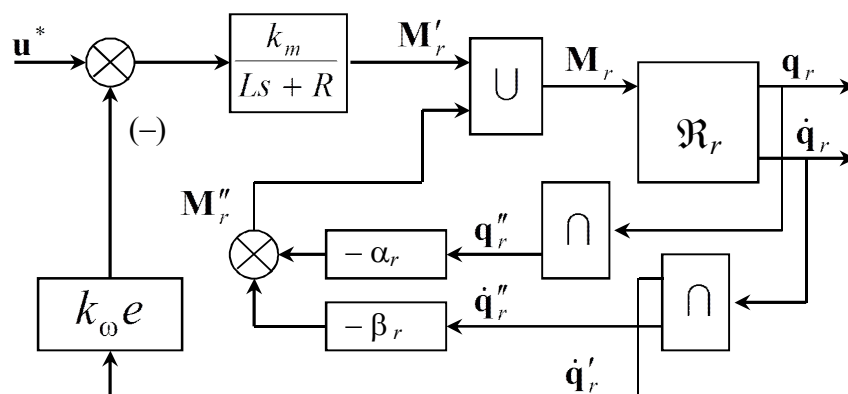 u*
k_m / (Ls + R)
M′_r
∪
M_r
ℜ_r
q_r
q̇_r
(−)
M″_r
− α_r
q″_r
∩
k_ω e
− β_r
q̇″_r
∩
q̇′_r